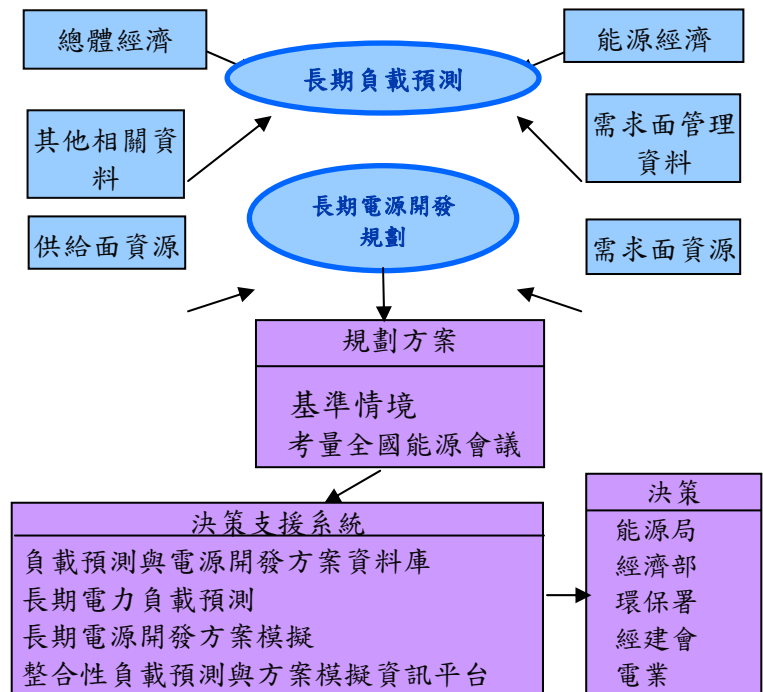 總體經濟
能源經濟
長期負載預測
其他相關資
料
需求面管理
資料
長期電源開發
規劃
供給面資源
需求面資源
規劃方案
基準情境
考量全國能源會議
決策支援系統
負載預測與電源開發方案資料庫
長期電力負載預測
長期電源開發方案模擬
整合性負載預測與方案模擬資訊平台
決策
能源局
經濟部
環保署
經建會
電業